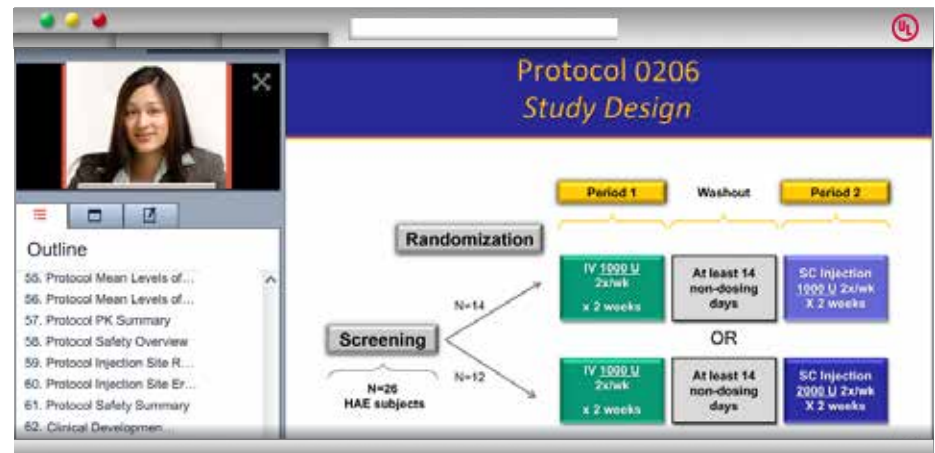 UL
Protocol 0206
Study Design
Outline
55. Protocol Mean Levels of...
56. Protocol Mean Levels of...
57. Protocol PK Summary
58. Protocol Safety Overview
59. Protocol Injection Site R...
60. Protocol Injection Site Er...
61. Protocol Safety Summary
62. Clinical Developmen...
Period 1
Washout
Period 2
Randomization
IV 1000 U
2x/wk
x 2 weeks
At least 14
non-dosing
days
SC Injection
1000 U 2x/wk
X 2 weeks
N=14
OR
Screening
N=12
N=26
HAE subjects
IV 1000 U
2x/wk
x 2 weeks
At least 14
non-dosing
days
SC Injection
2000 U 2x/wk
X 2 weeks